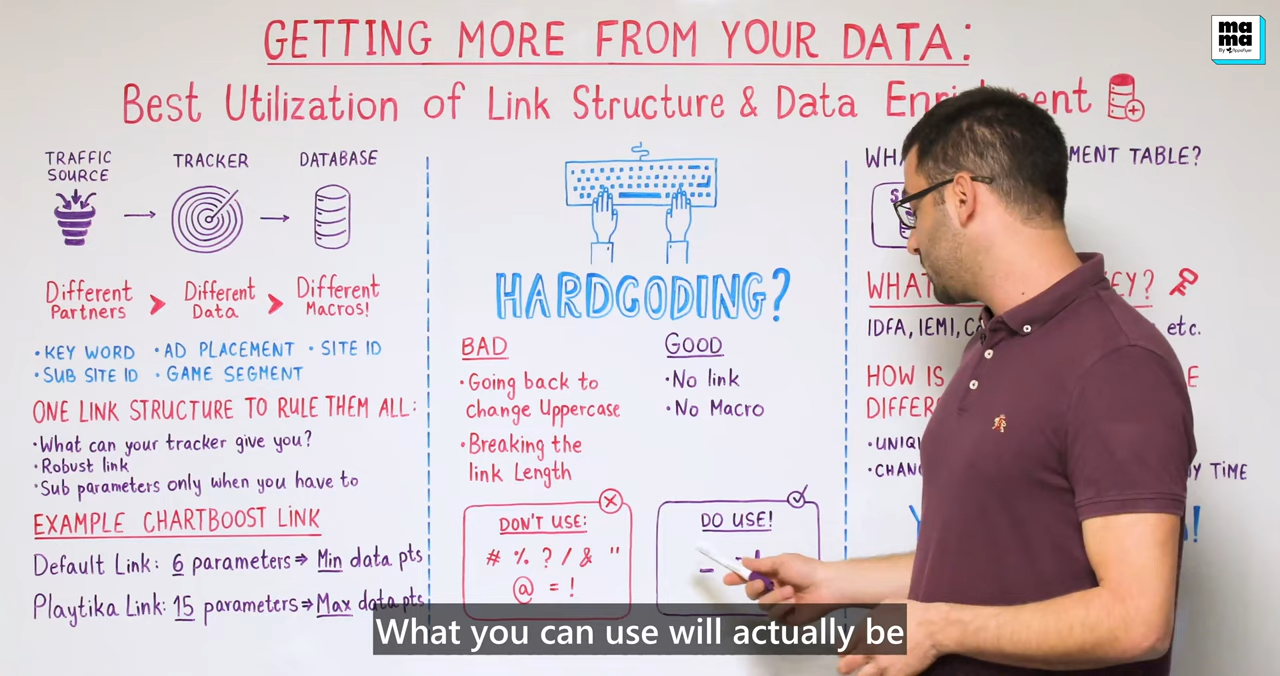 GETTING MORE FROM YOUR DATA:
ma
ma
By AppsFlyer
Best Utilization of Link Structure & Data
TRAFFIC
SOURCE
TRACKER
DATABASE
Different
Partners
>
Different
Data
>
Different
Macros!
• KEY WORD • AD PLACEMENT • SITE ID
• SUB SITE ID • GAME SEGMENT
ONE LINK STRUCTURE TO RULE THEM ALL:
• What can your tracker give you?
• Robust link
• Sub parameters only when you have to
EXAMPLE CHARTBOOST LINK
Default Link: 6 parameters ⇒ Min data pts
Playtika Link: 15 parameters ⇒ Max data pts
HARDCODING?
BAD
• Going back to
change Uppercase
• Breaking the
link Length
GOOD
• No link
• No Macro
DON'T USE:
# % ? / & "
@ = !
DO USE!
TABLE?
WHAT
IDFA, IEMI,
etc.
HOW IS
TIME
What you can use will actually be